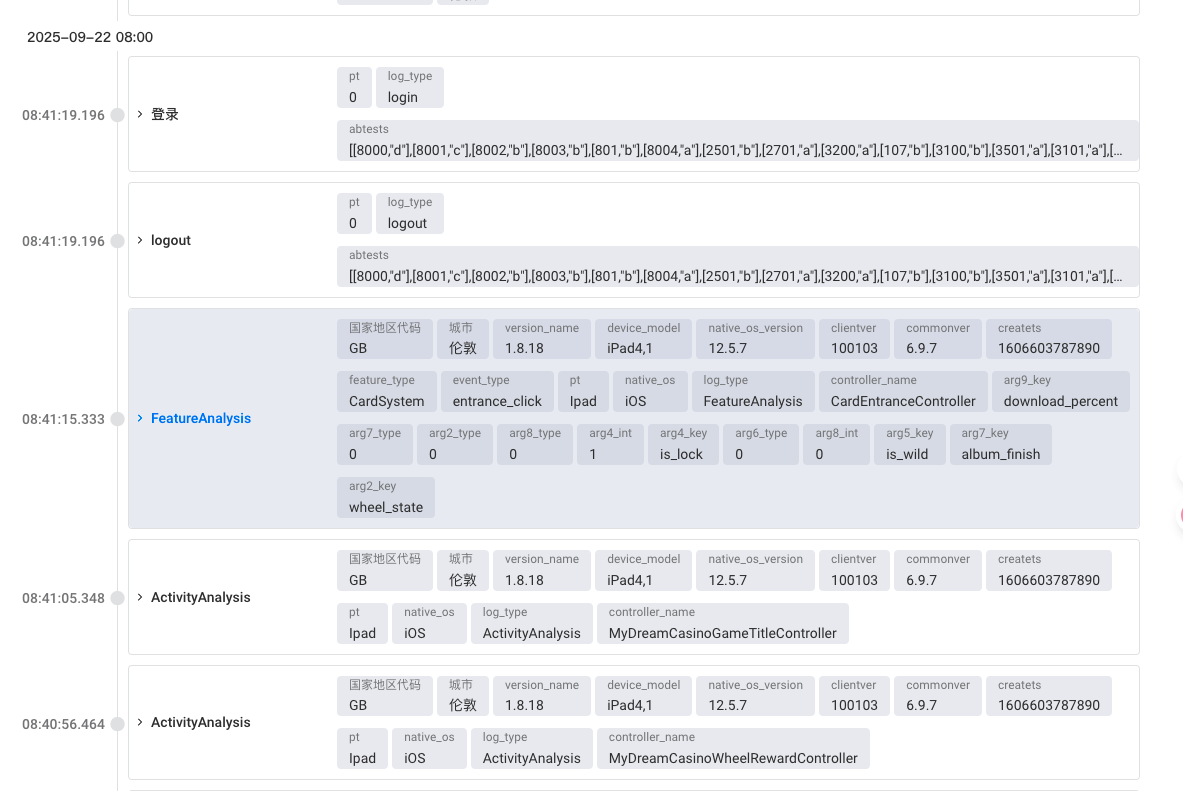 2025-09-22 08:00
08:41:19.196
登录
pt log_type
0 login
abtests
[[8000,"d"],[8001,"c"],[8002,"b"],[8003,"b"],[801,"b"],[8004,"a"],[2501,"b"],[2701,"a"],[3200,"a"],[107,"b"],[3100,"b"],[3501,"a"],[3101,"a"],[...
08:41:19.196
logout
pt log_type
0 logout
abtests
[[8000,"d"],[8001,"c"],[8002,"b"],[8003,"b"],[801,"b"],[8004,"a"],[2501,"b"],[2701,"a"],[3200,"a"],[107,"b"],[3100,"b"],[3501,"a"],[3101,"a"],[...
08:41:15.333
FeatureAnalysis
国家地区代码 城市 version_name device_model native_os_version clientver commonver createts
GB 伦敦 1.8.18 iPad4,1 12.5.7 100103 6.9.7 1606603787890
feature_type event_type pt native_os log_type controller_name arg9_key
CardSystem entrance_click Ipad iOS FeatureAnalysis CardEntranceController download_percent
arg7_type arg2_type arg8_type arg4_int arg4_key arg6_type arg8_int arg5_key arg7_key
0 0 0 1 is_lock 0 0 is_wild album_finish
arg2_key
wheel_state
08:41:05.348
ActivityAnalysis
国家地区代码 城市 version_name device_model native_os_version clientver commonver createts
GB 伦敦 1.8.18 iPad4,1 12.5.7 100103 6.9.7 1606603787890
pt native_os log_type controller_name
Ipad iOS ActivityAnalysis MyDreamCasinoGameTitleController
08:40:56.464
ActivityAnalysis
国家地区代码 城市 version_name device_model native_os_version clientver commonver createts
GB 伦敦 1.8.18 iPad4,1 12.5.7 100103 6.9.7 1606603787890
pt native_os log_type controller_name
Ipad iOS ActivityAnalysis MyDreamCasinoWheelRewardController